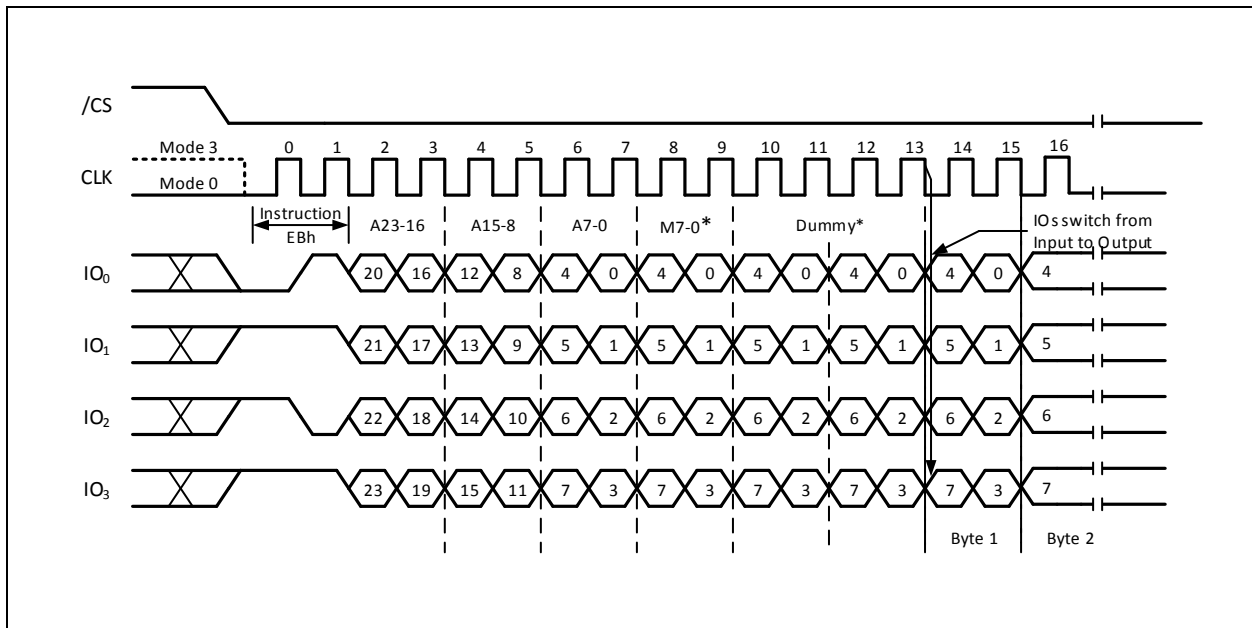 /CS
Mode 3 0 1 2 3 4 5 6 7 8 9 10 11 12 13 14 15 16
CLK
Mode 0
Instruction
EBh
A23-16 A15-8 A7-0 M7-0* Dummy*
IOs switch from
Input to Output
IO0 20 16 12 8 4 0 4 0 4 0 4 0 4 0 4
IO1 21 17 13 9 5 1 5 1 5 1 5 1 5 1 5
IO2 22 18 14 10 6 2 6 2 6 2 6 2 6 2 6
IO3 23 19 15 11 7 3 7 3 7 3 7 3 7 3 7
Byte 1 Byte 2